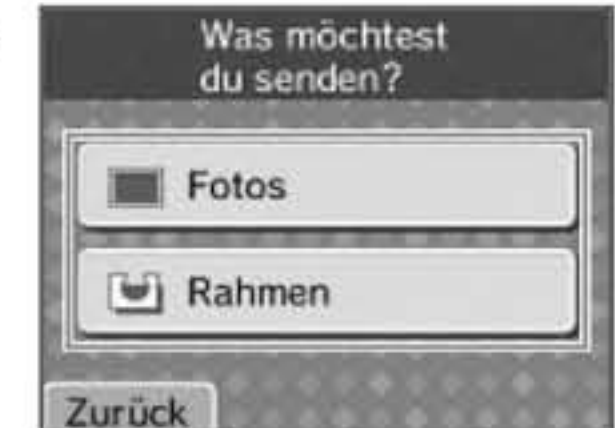 Was möchtest
du senden?
Fotos
Rahmen
Zurück